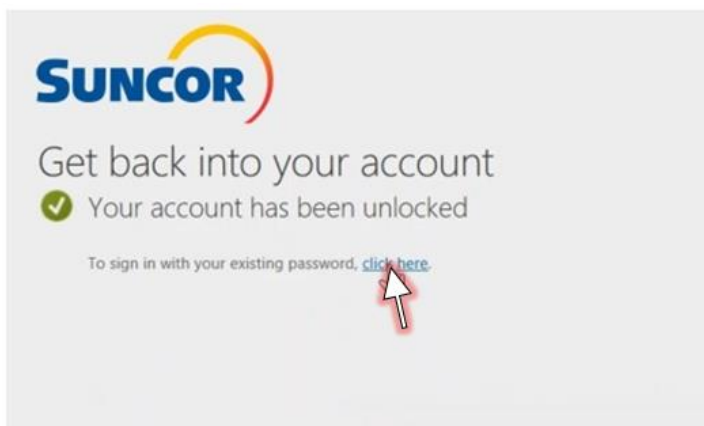 SUNCOR
Get back into your account
Your account has been unlocked
To sign in with your existing password, click here.